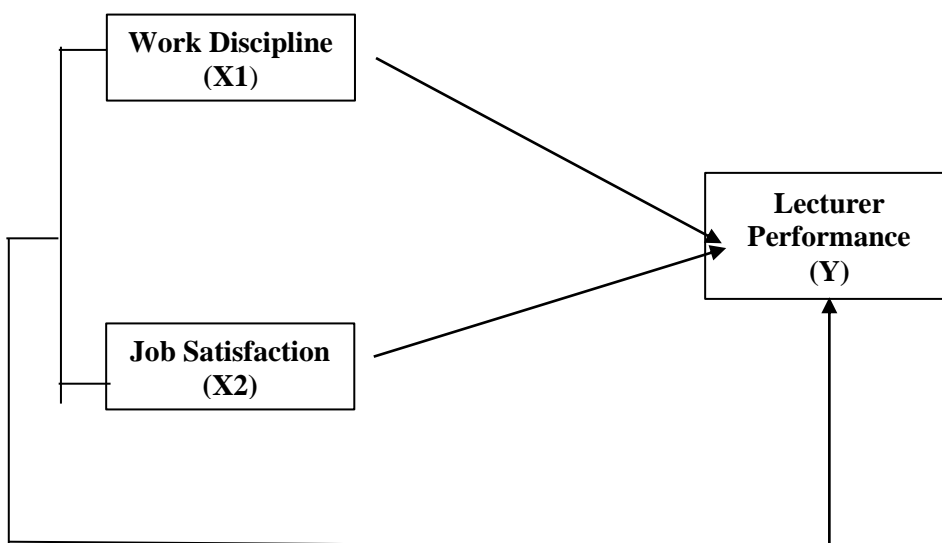 Work Discipline
(X1)
Lecturer
Performance
(Y)
Job Satisfaction
(X2)